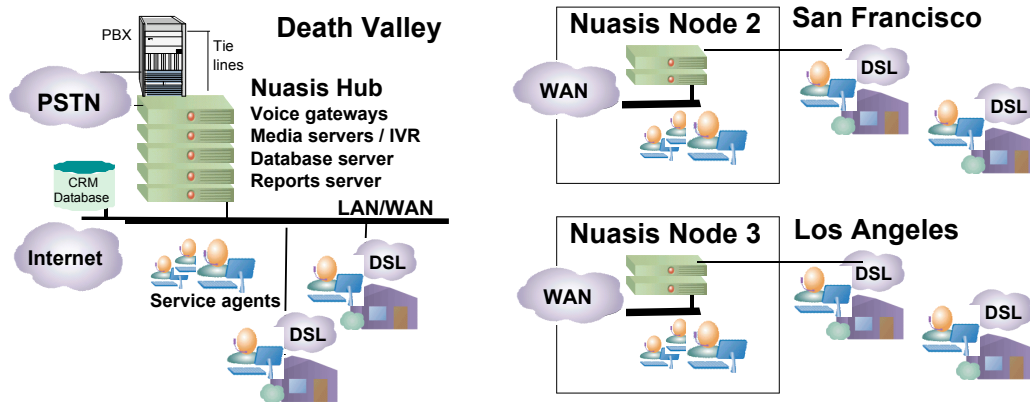 PBX
Tie
lines
Death Valley
PSTN
Nuasis Hub
Voice gateways
Media servers / IVR
Database server
Reports server
CRM
Database
LAN/WAN
Internet
Service agents
DSL
DSL
Nuasis Node 2
San Francisco
WAN
DSL
DSL
Nuasis Node 3
Los Angeles
WAN
DSL
DSL